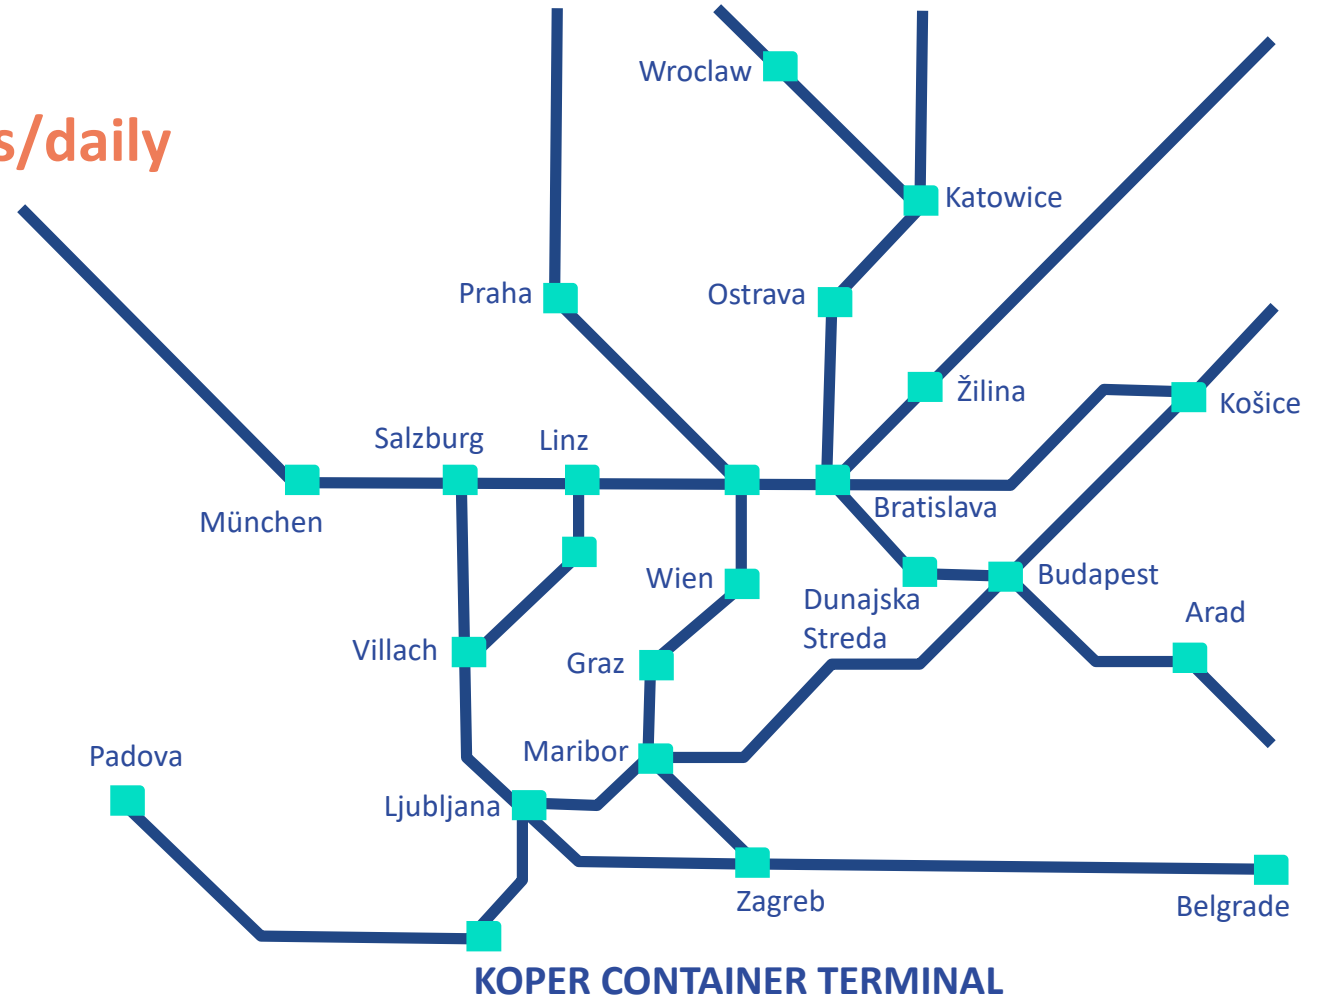 Wroclaw
s/daily
Katowice
Praha
Ostrava
Žilina
Košice
Salzburg
Linz
Bratislava
München
Wien
Budapest
Dunajska
Streda
Arad
Villach
Graz
Padova
Maribor
Ljubljana
Zagreb
Belgrade
KOPER CONTAINER TERMINAL